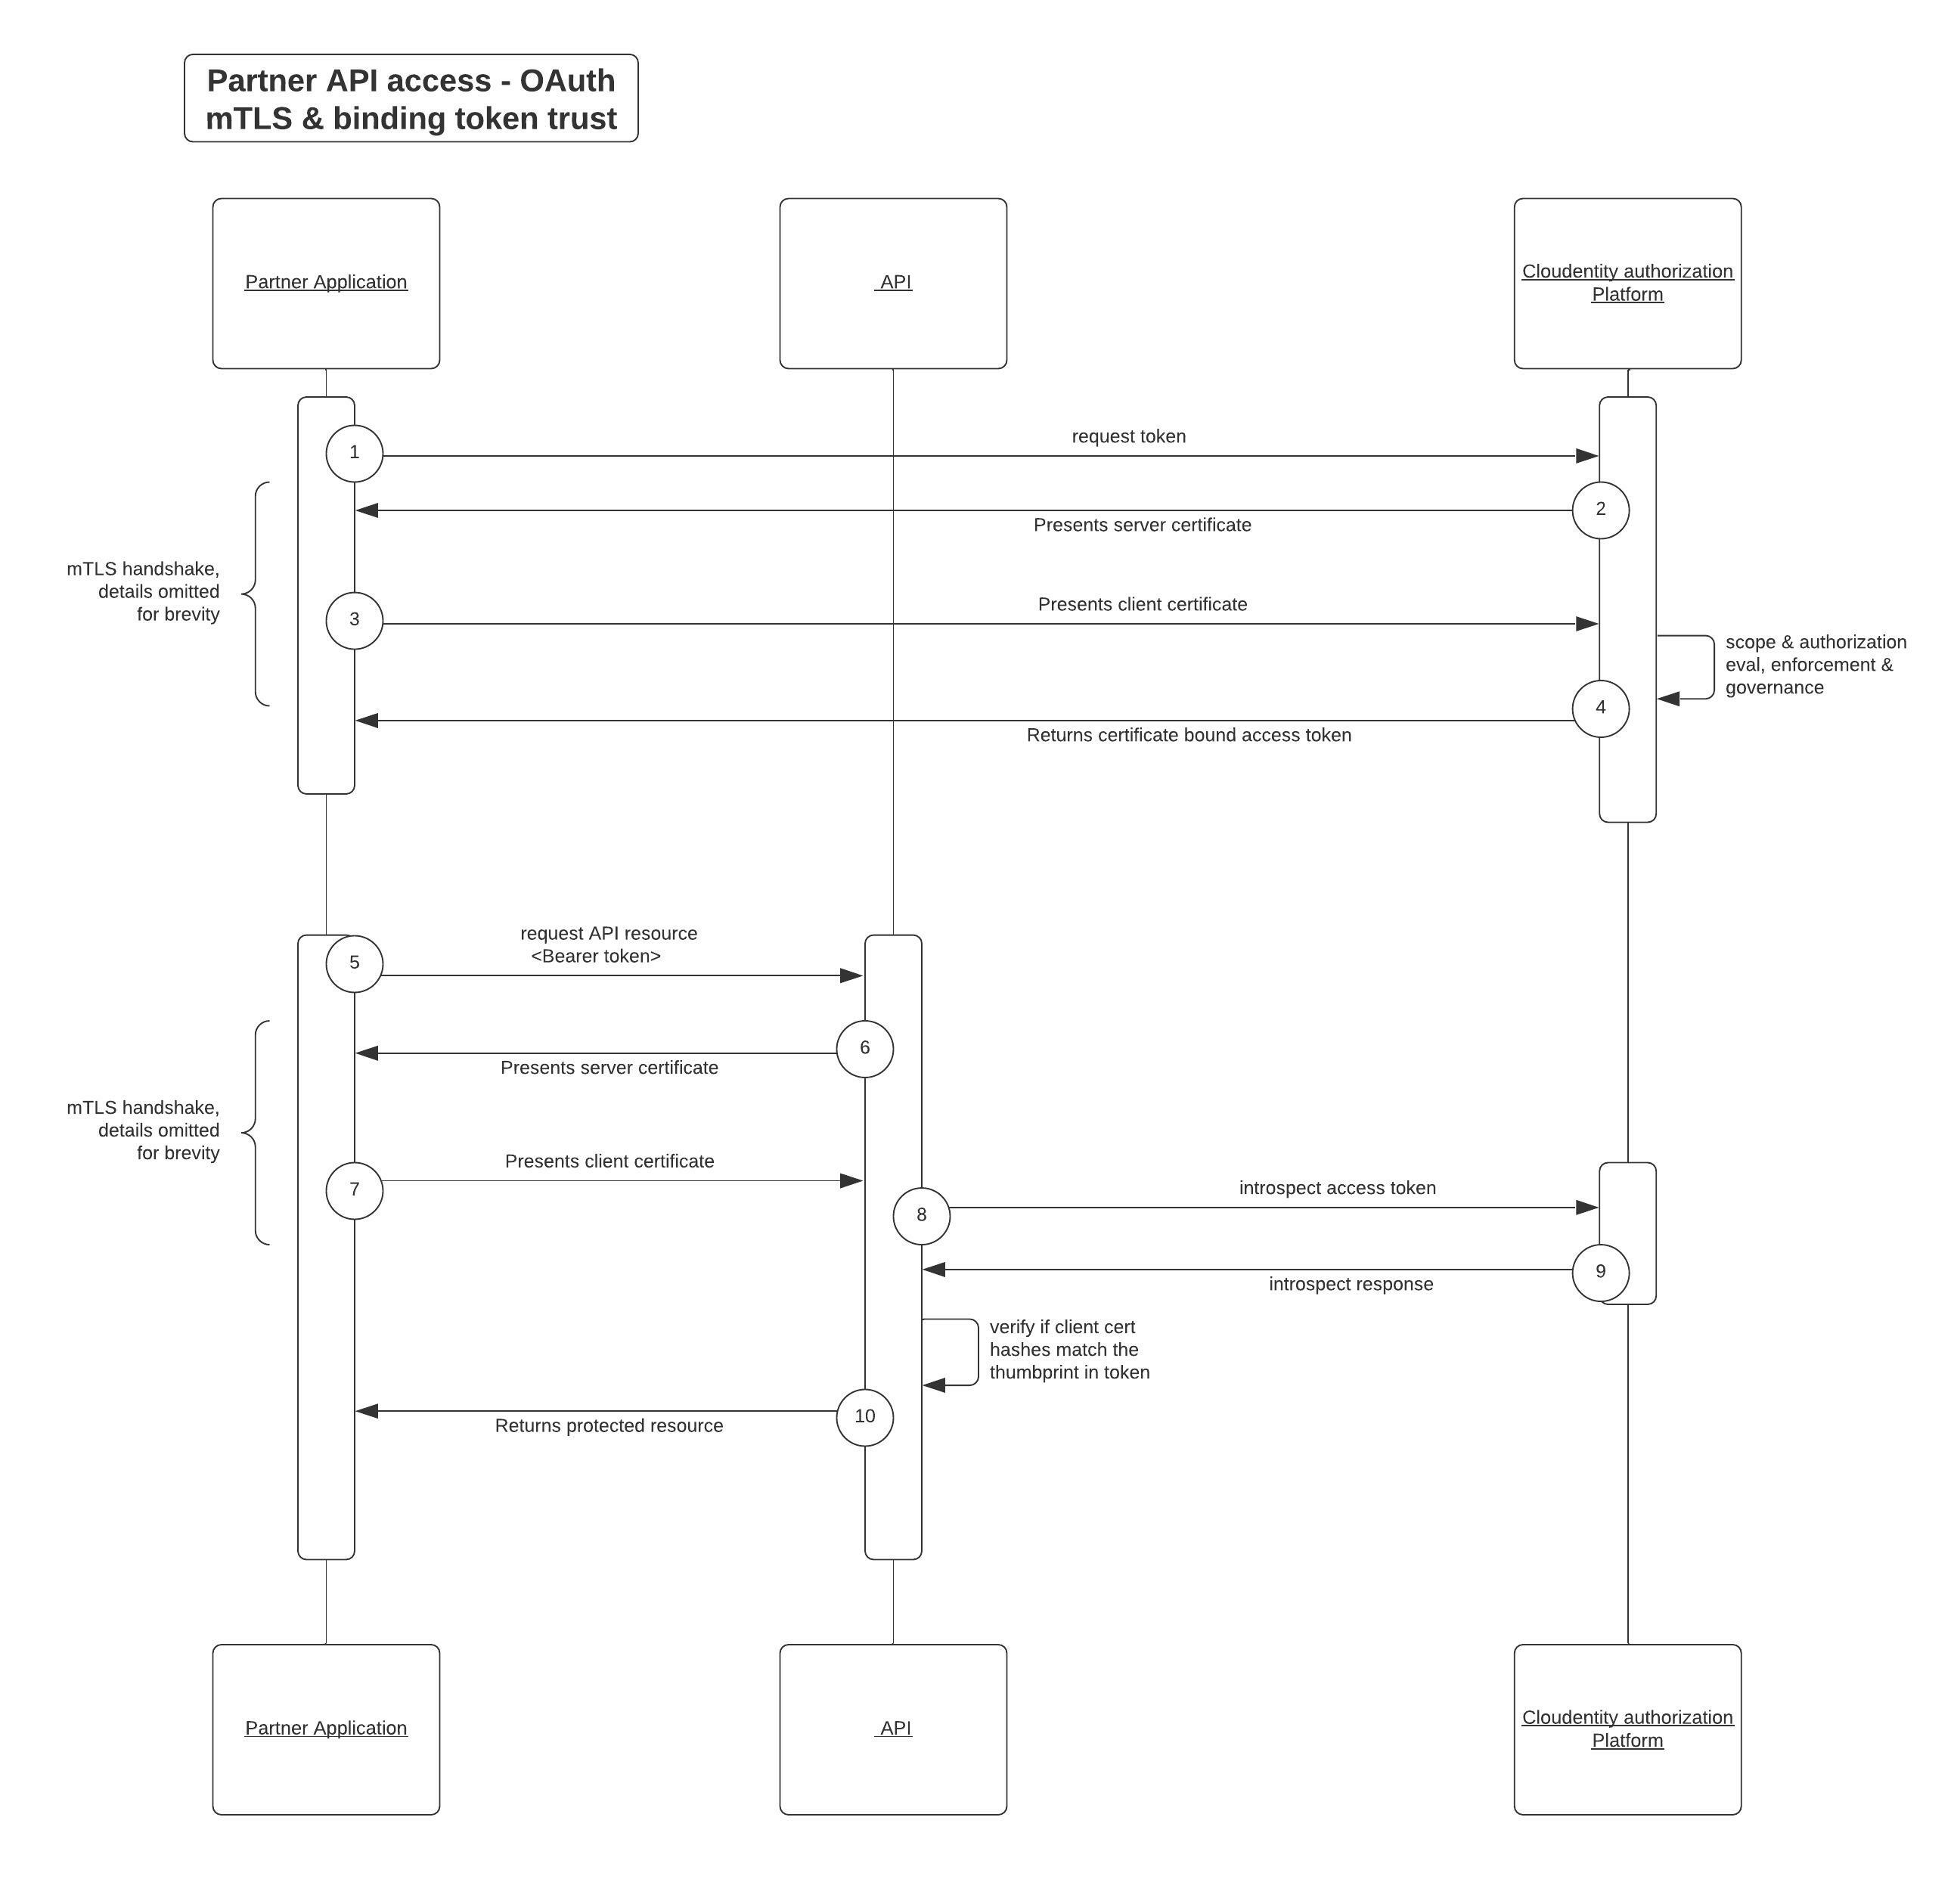 Partner API access - OAuth
mTLS & binding token trust
Partner Application
API
Cloudentity authorization
Platform
1
request token
2
Presents server certificate
mTLS handshake,
details omitted
for brevity
3
Presents client certificate
scope & authorization
eval, enforcement &
governance
4
Returns certificate bound access token
5
request API resource
<Bearer token>
6
Presents server certificate
mTLS handshake,
details omitted
for brevity
7
Presents client certificate
8
introspect access token
9
introspect response
verify if client cert
hashes match the
thumbprint in token
10
Returns protected resource
Partner Application
API
Cloudentity authorization
Platform